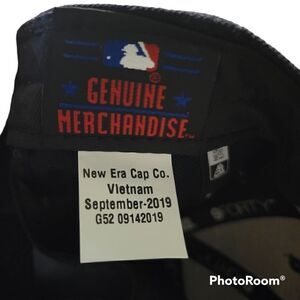 GENUINE
MERCHANDISE
New Era Cap Co.
Vietnam
September-2019
G52 09142019
PhotoRoom®